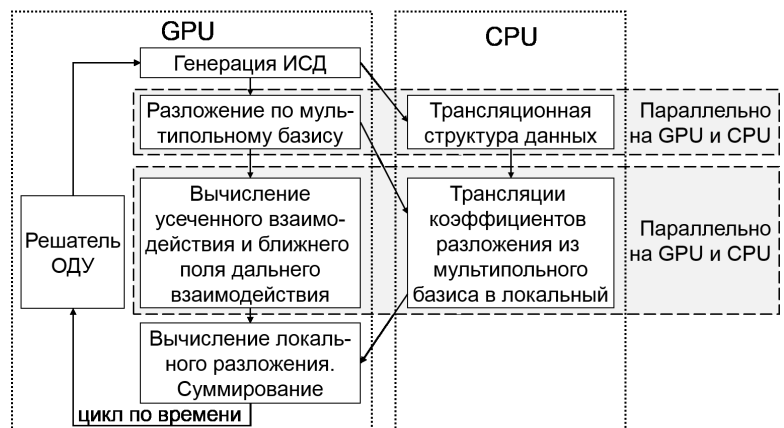 GPU
CPU
Генерация ИСД
Разложение по муль-
типольному базису
Трансляционная
структура данных
Параллельно
на GPU и CPU
Решатель
ОДУ
Вычисление
усеченного взаимо-
действия и ближнего
поля дальнего
взаимодействия
Трансляции
коэффициентов
разложения из
мультипольного
базиса в локальный
Параллельно
на GPU и CPU
Вычисление локаль-
ного разложения.
Суммирование
цикл по времени